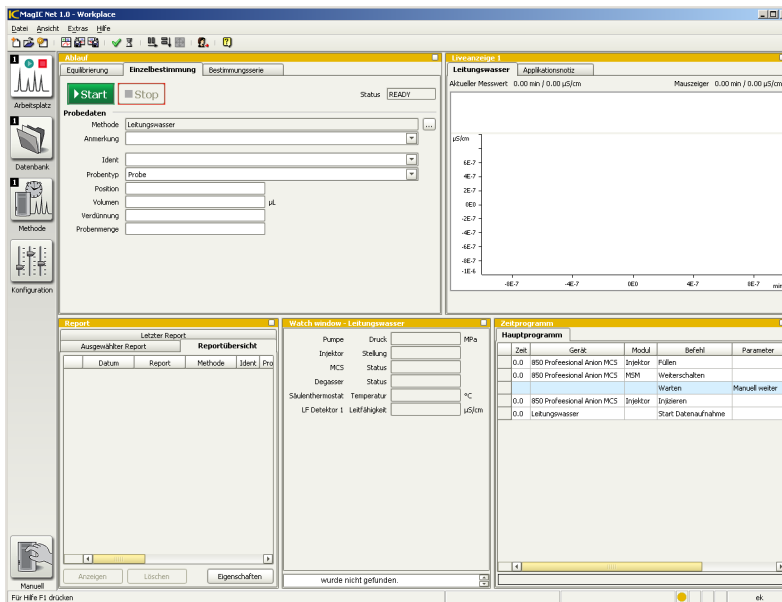 MagIC Net 1.0 - Workplace
Datei Ansicht Extras Hilfe
1
Arbeitsplatz
1
Datenbank
1
Methode
Konfiguration
Manuell
Ablauf
Equilibrierung Einzelbestimmung Bestimmungsserie
Start Stop Status READY
Probedaten
Methode Leitungswasser ...
Anmerkung
Ident
Probentyp Probe
Position
Volumen µL
Verdünnung
Probenmenge
Liveanzeige 1
Leitungswasser Applikationsnotiz
Aktueller Messwert 0.00 min / 0.00 µS/cm Mauszeiger 0.00 min / 0.00 µS/cm
µS/cm
6E-7
4E-7
2E-7
0E0
-2E-7
-4E-7
-6E-7
-8E-7
-1E-6
-8E-7 -4E-7 0E0 4E-7 8E-7 min
Report
Letzter Report
Ausgewählter Report Reportübersicht
Datum Report Methode Ident Pro
Anzeigen Löschen Eigenschaften
Watch window - Leitungswasser
Pumpe Druck MPa
Injektor Stellung
MCS Status
Degasser Status
Säulenthermostat Temperatur °C
LF Detektor 1 Leitfähigkeit µS/cm
wurde nicht gefunden.
Zeitprogramm
Hauptprogramm
Zeit Gerät Modul Befehl Parameter
0.0 850 Profeesional Anion MCS Injektor Füllen
0.0 850 Profeesional Anion MCS MSM Weiterschalten
Warten Manuell weiter
0.0 850 Profeesional Anion MCS Injektor Injizieren
0.0 Leitungswasser Start Datenaufnahme
Für Hilfe F1 drücken ek